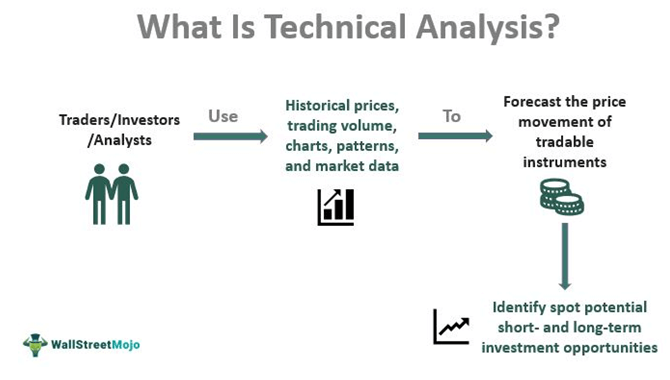 What Is Technical Analysis?
Traders/Investors
/Analysts
Use
Historical prices,
trading volume,
charts, patterns,
and market data
To
Forecast the price
movement of
tradable
instruments
Identify spot potential
short- and long-term
investment opportunities
WallStreetMojo